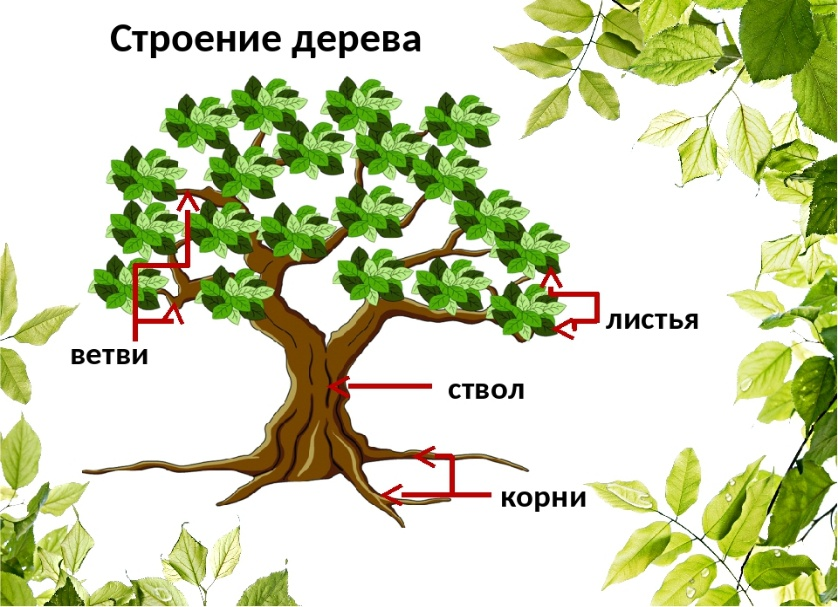 Строение дерева
листья
ветви
ствол
корни